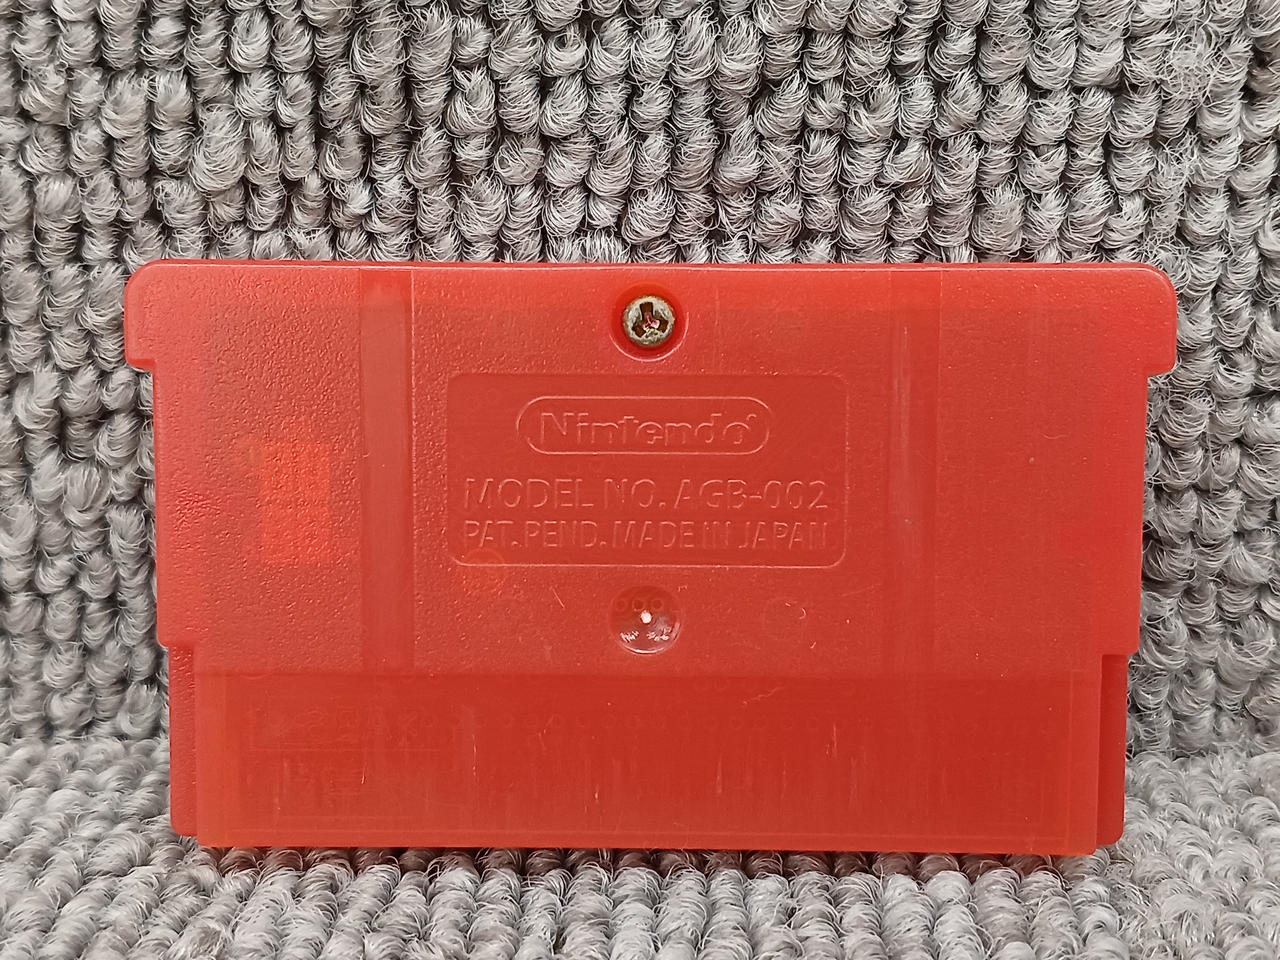 Nintendo®
MODEL NO. AGB-002
PAT. PEND. MADE IN JAPAN